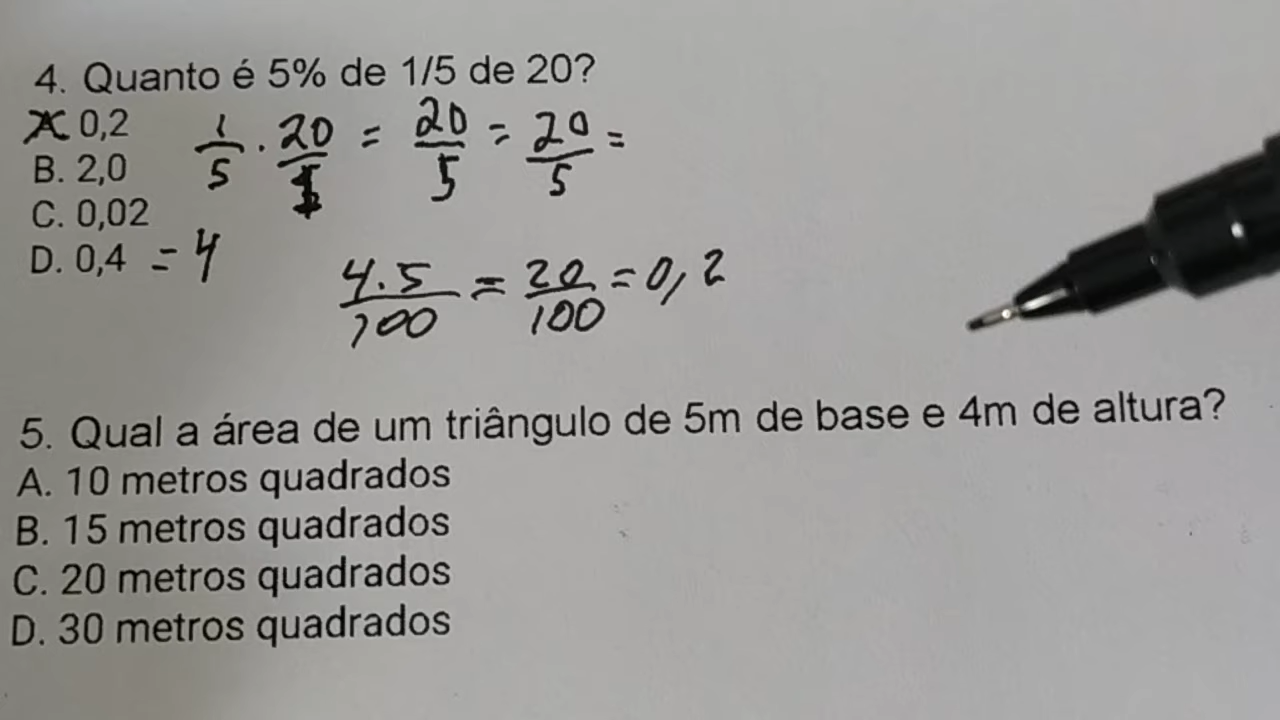 4. Quanto é 5% de 1/5 de 20?
A 0,2
B. 2,0
C. 0,02
D. 0,4 = 4
1/5 . 20/1 = 20/5 = 20/5 =
4.5/100 = 20/100 = 0,2
5. Qual a área de um triângulo de 5m de base e 4m de altura?
A. 10 metros quadrados
B. 15 metros quadrados
C. 20 metros quadrados
D. 30 metros quadrados